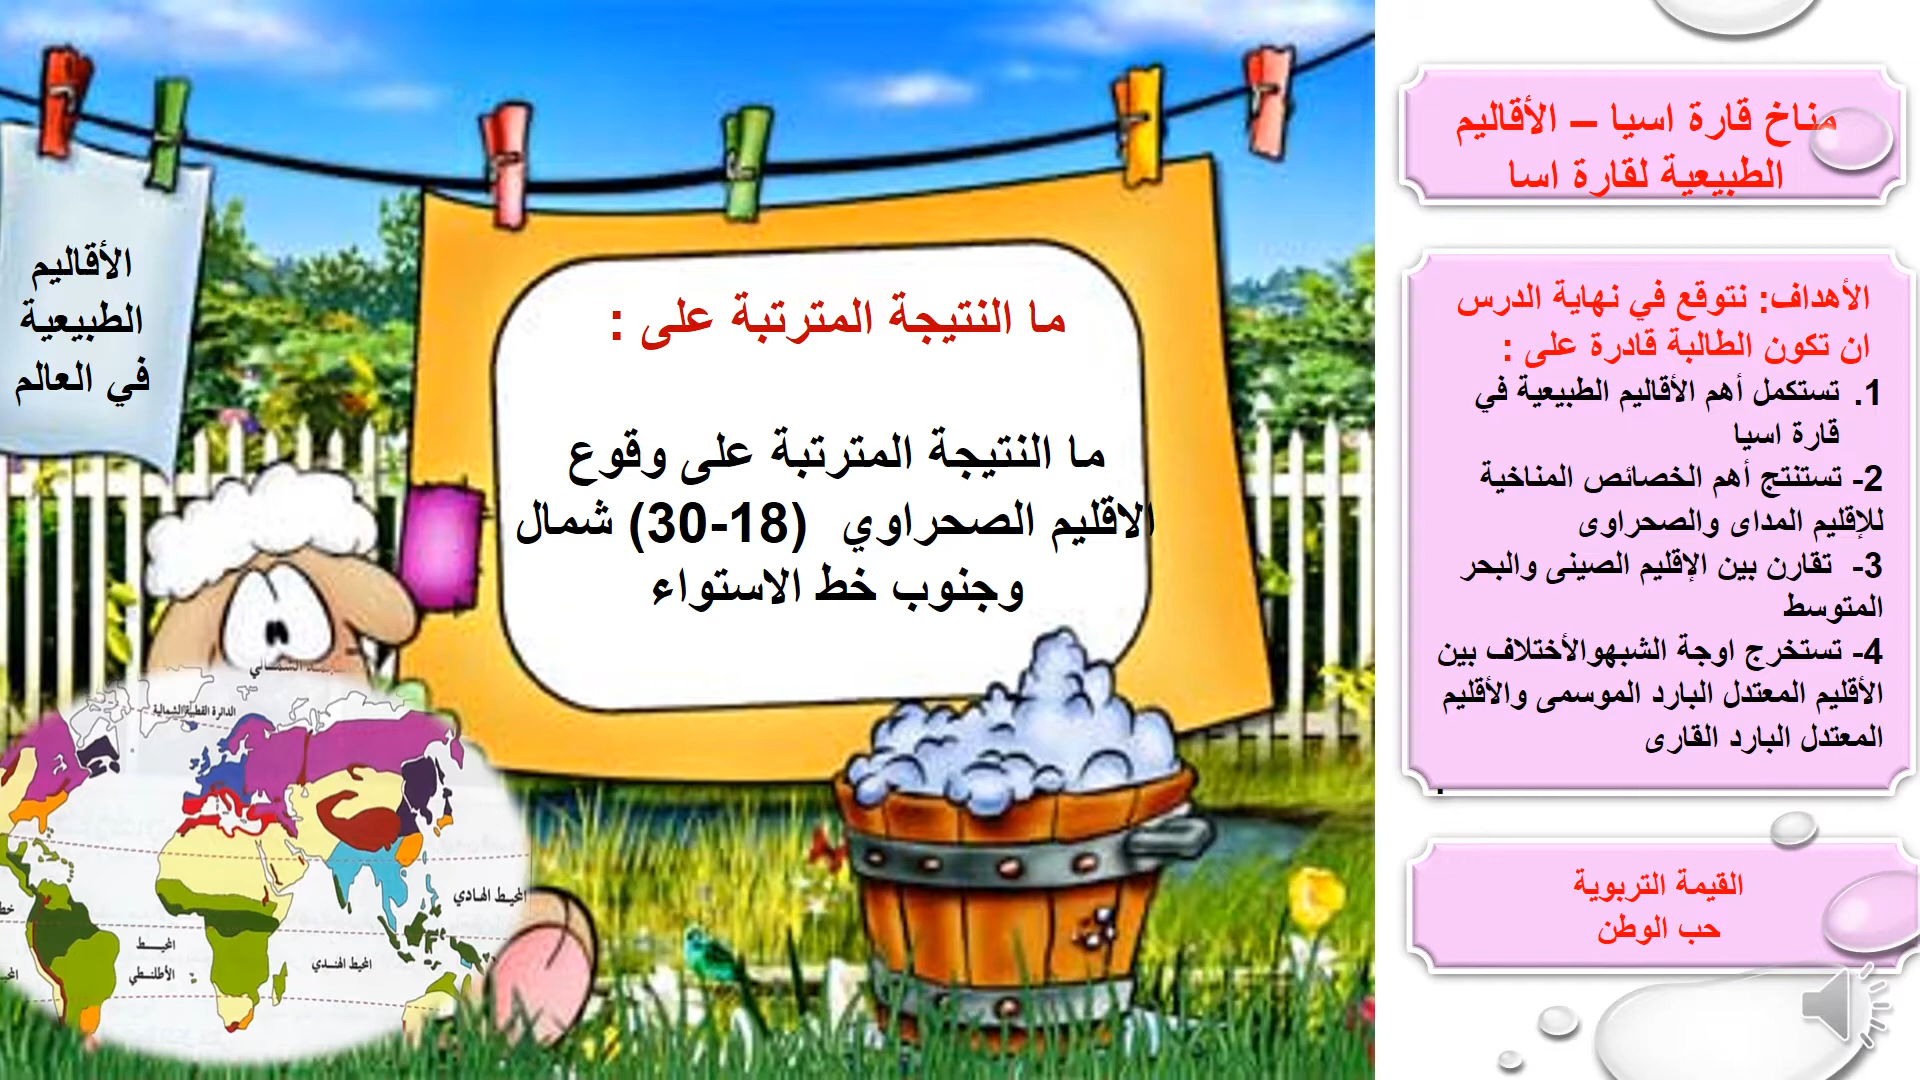 مناخ قارة اسيا – الأقاليم
الطبيعية لقارة اسا
الأهداف: نتوقع في نهاية الدرس
ان تكون الطالبة قادرة على :
1. تستكمل أهم الأقاليم الطبيعية في
قارة اسيا
2- تستنتج أهم الخصائص المناخية
للإقليم المداى والصحراوى
3- تقارن بين الإقليم الصينى والبحر
المتوسط
4- تستخرج اوجة الشبهوالأختلاف بين
الأقليم المعتدل البارد الموسمى والأقليم
المعتدل البارد القارى
.
القيمة التربوية
حب الوطن
ما النتيجة المترتبة على :
ما النتيجة المترتبة على وقوع
الاقليم الصحراوي (18-30) شمال
وجنوب خط الاستواء
الأقاليم
الطبيعية
في العالم
الدائرة القطبية الشمالية
المحيط الهادي
المحيط
الأطلنطي
المحيط الهندي